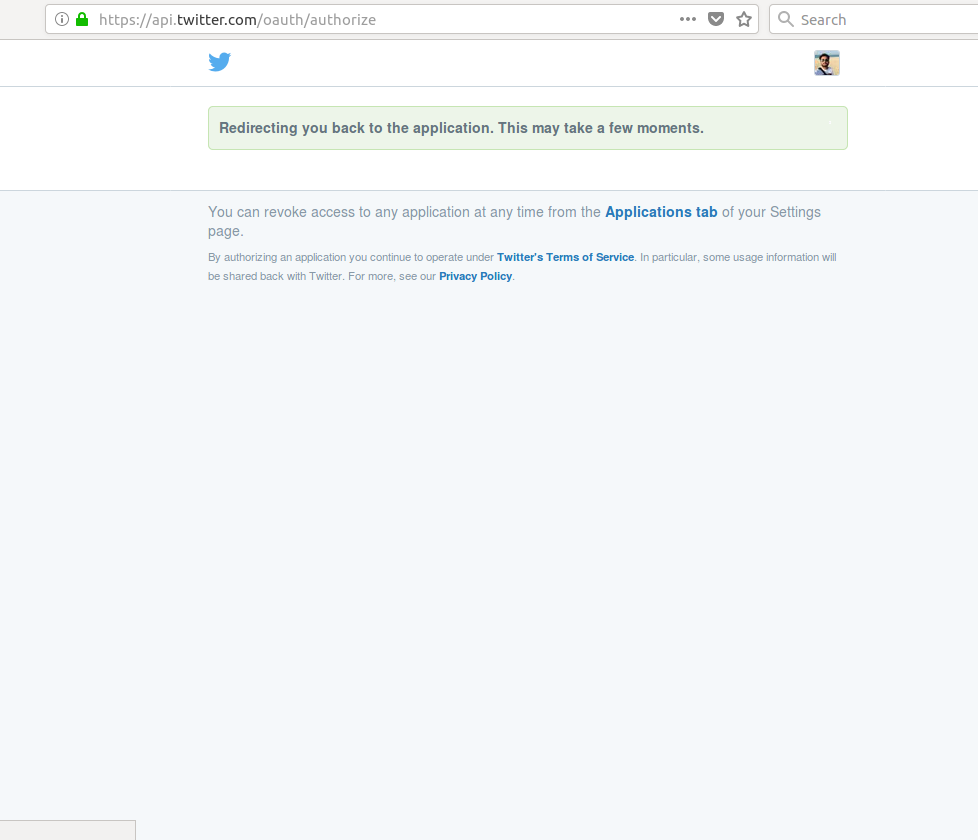 https://api.twitter.com/oauth/authorize
Search
Redirecting you back to the application. This may take a few moments.
You can revoke access to any application at any time from the Applications tab of your Settings
page.
By authorizing an application you continue to operate under Twitter's Terms of Service. In particular, some usage information will
be shared back with Twitter. For more, see our Privacy Policy.